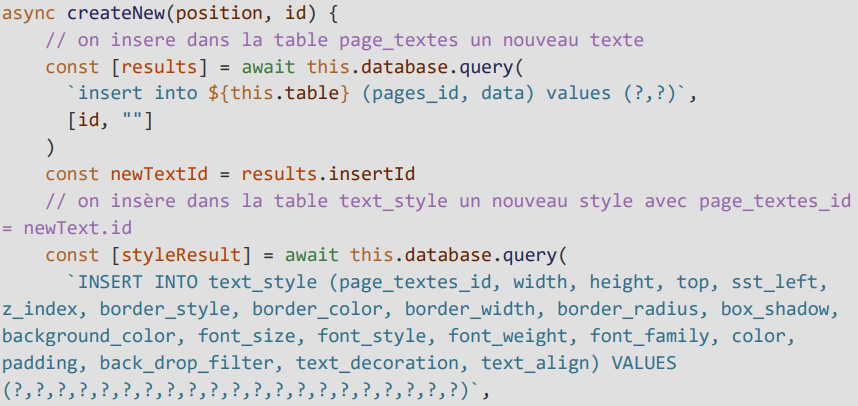 async createNew(position, id) {
// on insere dans la table page_textes un nouveau texte
const [results] = await this.database.query(
`insert into ${this.table} (pages_id, data) values (?,?)`,
[id, ""]
)
const newTextId = results.insertId
// on insère dans la table text_style un nouveau style avec page_textes_id
= newText.id
const [styleResult] = await this.database.query(
`INSERT INTO text_style (page_textes_id, width, height, top, sst_left,
z_index, border_style, border_color, border_width, border_radius, box_shadow,
background_color, font_size, font_style, font_weight, font_family, color,
padding, back_drop_filter, text_decoration, text_align) VALUES
(?,?,?,?,?,?,?,?,?,?,?,?,?,?,?,?,?,?,?,?,?)`,